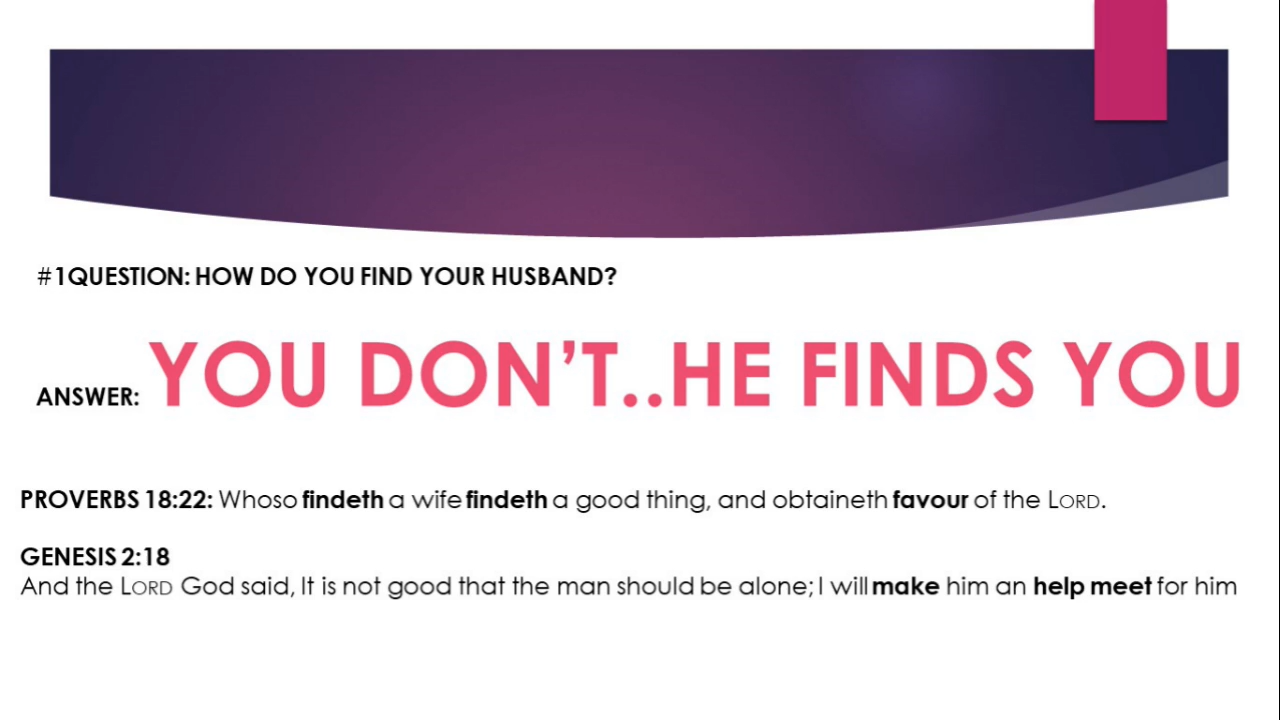 #1QUESTION: HOW DO YOU FIND YOUR HUSBAND?
ANSWER: YOU DON’T..HE FINDS YOU
PROVERBS 18:22: Whoso findeth a wife findeth a good thing, and obtaineth favour of the LORD.
GENESIS 2:18
And the LORD God said, It is not good that the man should be alone; I will make him an help meet for him